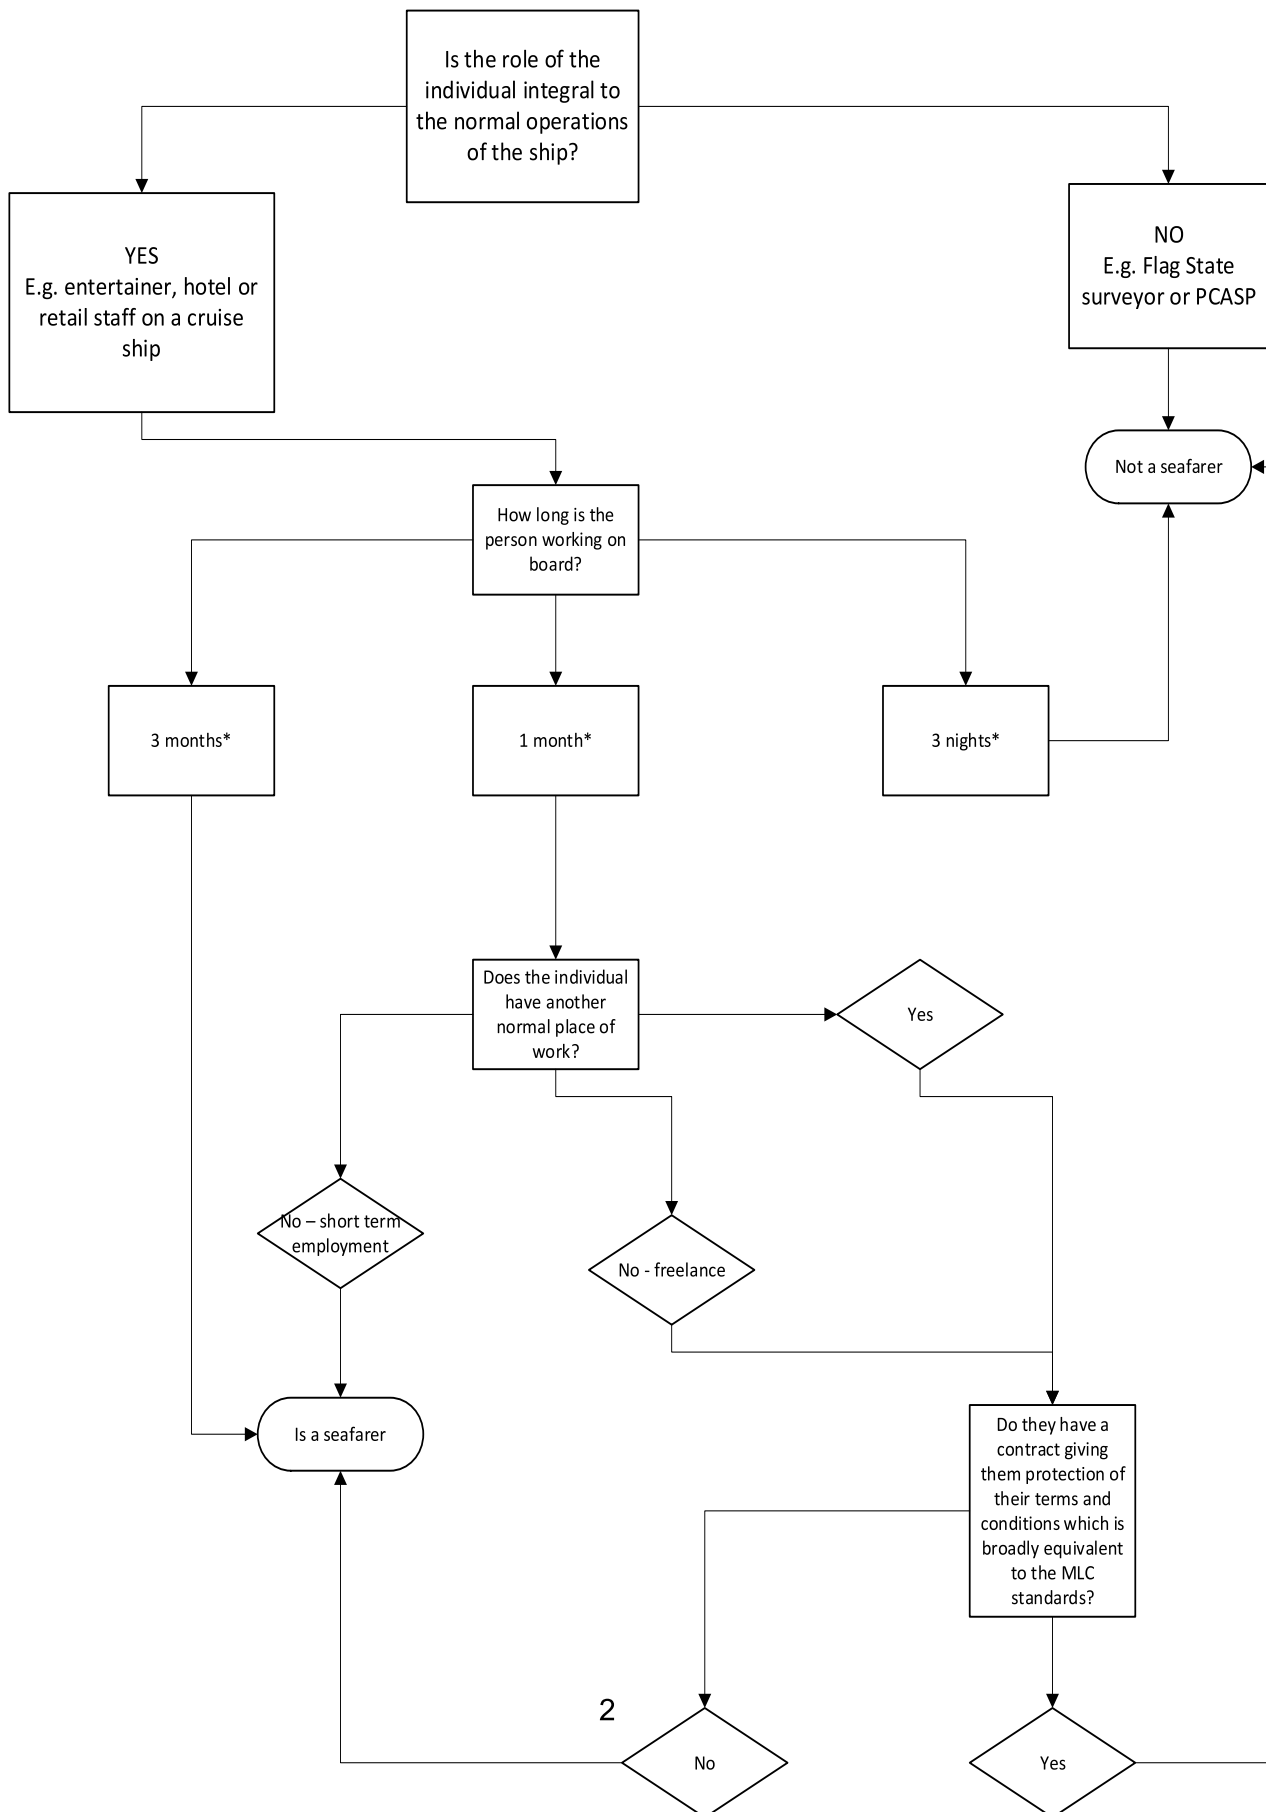 Is the role of the
individual integral to
the normal operations
of the ship?
YES
E.g. entertainer, hotel or
retail staff on a cruise
ship
NO
E.g. Flag State
surveyor or PCASP
Not a seafarer
How long is the
person working on
board?
3 months*
1 month*
3 nights*
Does the individual
have another
normal place of
work?
Yes
No – short term
employment
No - freelance
Is a seafarer
Do they have a
contract giving
them protection of
their terms and
conditions which is
broadly equivalent
to the MLC
standards?
2
No
Yes